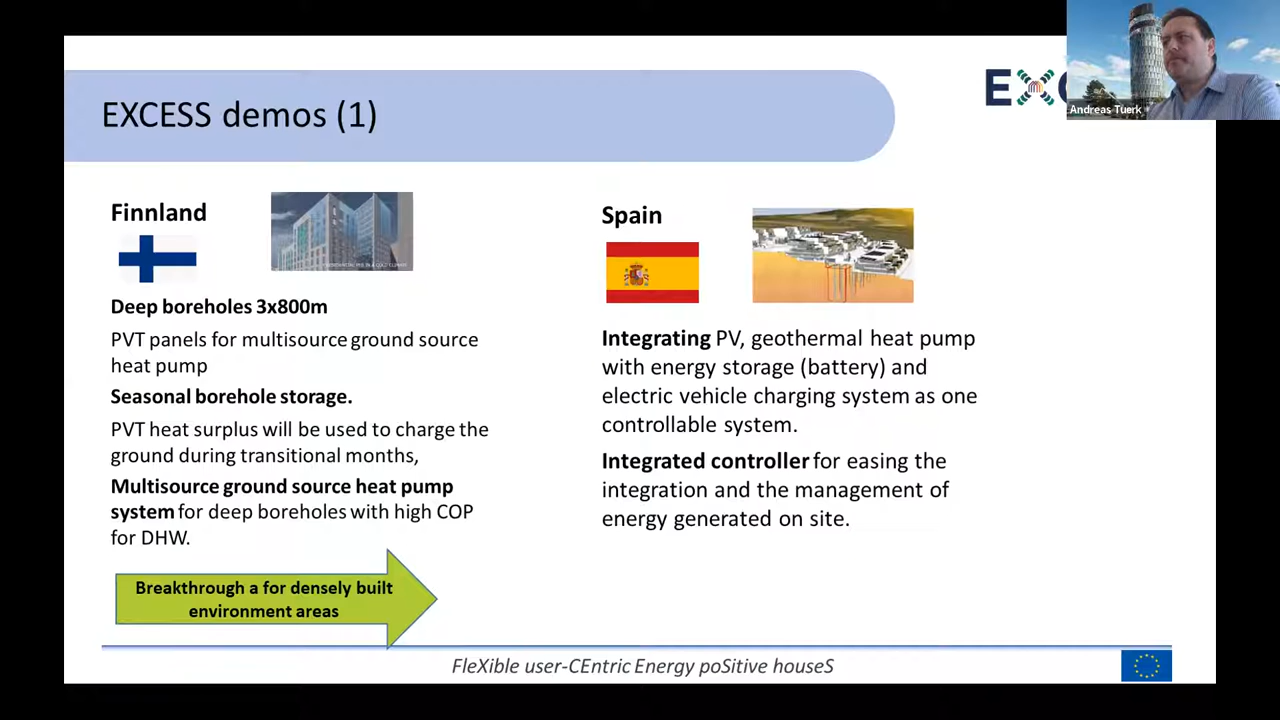 EXCESS demos (1)
EXC
Andreas Tuerk
Finnland
Deep boreholes 3x800m
PVT panels for multisource ground source
heat pump
Seasonal borehole storage.
PVT heat surplus will be used to charge the
ground during transitional months,
Multisource ground source heat pump
system for deep boreholes with high COP
for DHW.
Breakthrough a for densely built
environment areas
Spain
Integrating PV, geothermal heat pump
with energy storage (battery) and
electric vehicle charging system as one
controllable system.
Integrated controller for easing the
integration and the management of
energy generated on site.
FleXible user-CEntric Energy poSitive houseS